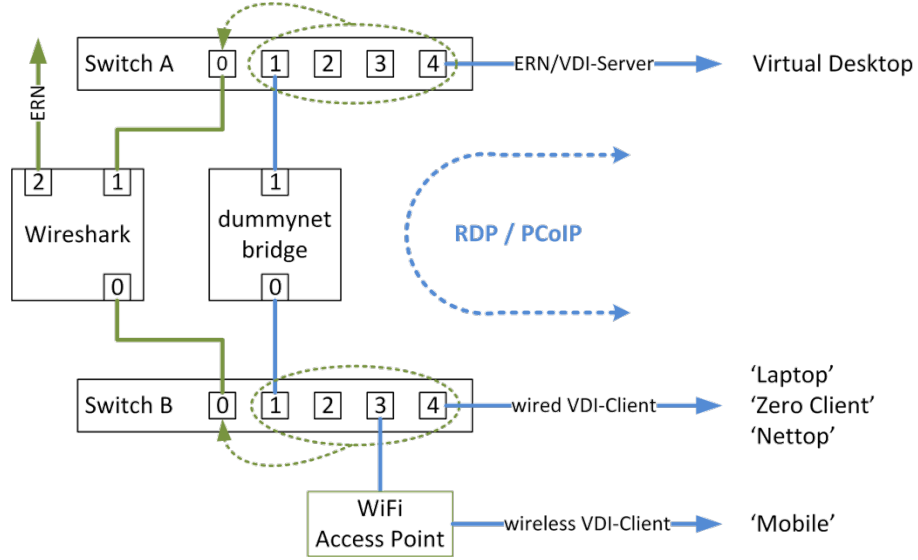 Switch A 0 1 2 3 4
ERN/VDI-Server
Virtual Desktop
ERN
2 1
Wireshark
0
1
dummynet
bridge
0
RDP / PCoIP
Switch B 0 1 2 3 4
wired VDI-Client
‘Laptop’
‘Zero Client’
‘Nettop’
WiFi
Access Point
wireless VDI-Client
‘Mobile’